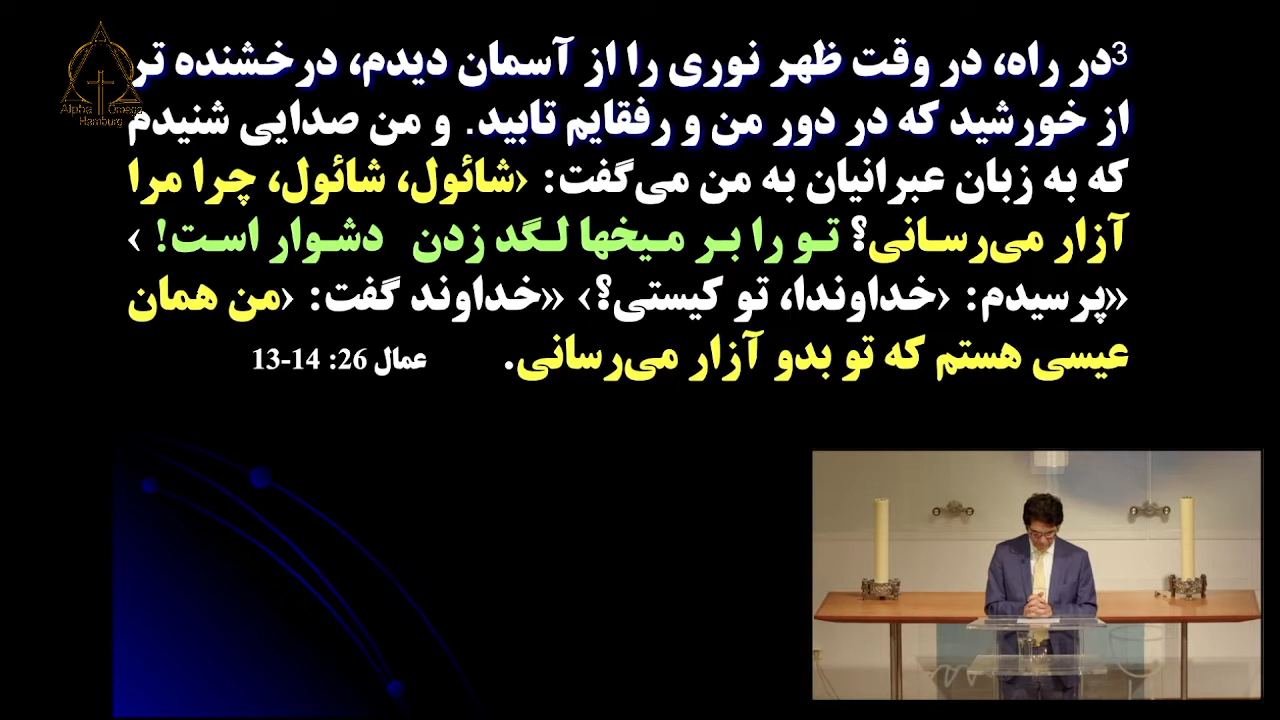 Alpha Omega
Hamburg
3در راه، در وقت ظهر نوری را از آسمان دیدم، درخشنده تر
از خورشید که در دور من و رفقایم تابید. و من صدایی شنیدم
که به زبان عبرانیان به من می‌گفت: ‹شائول، شائول، چرا مرا
آزار می‌رسانی؟ تو را بر میخها لگد زدن دشوار است! ›
«پرسیدم: ‹خداوندا، تو کیستی؟› «خداوند گفت: ‹من همان
عیسی هستم که تو بدو آزار می‌رسانی. عمال 26: 14-13